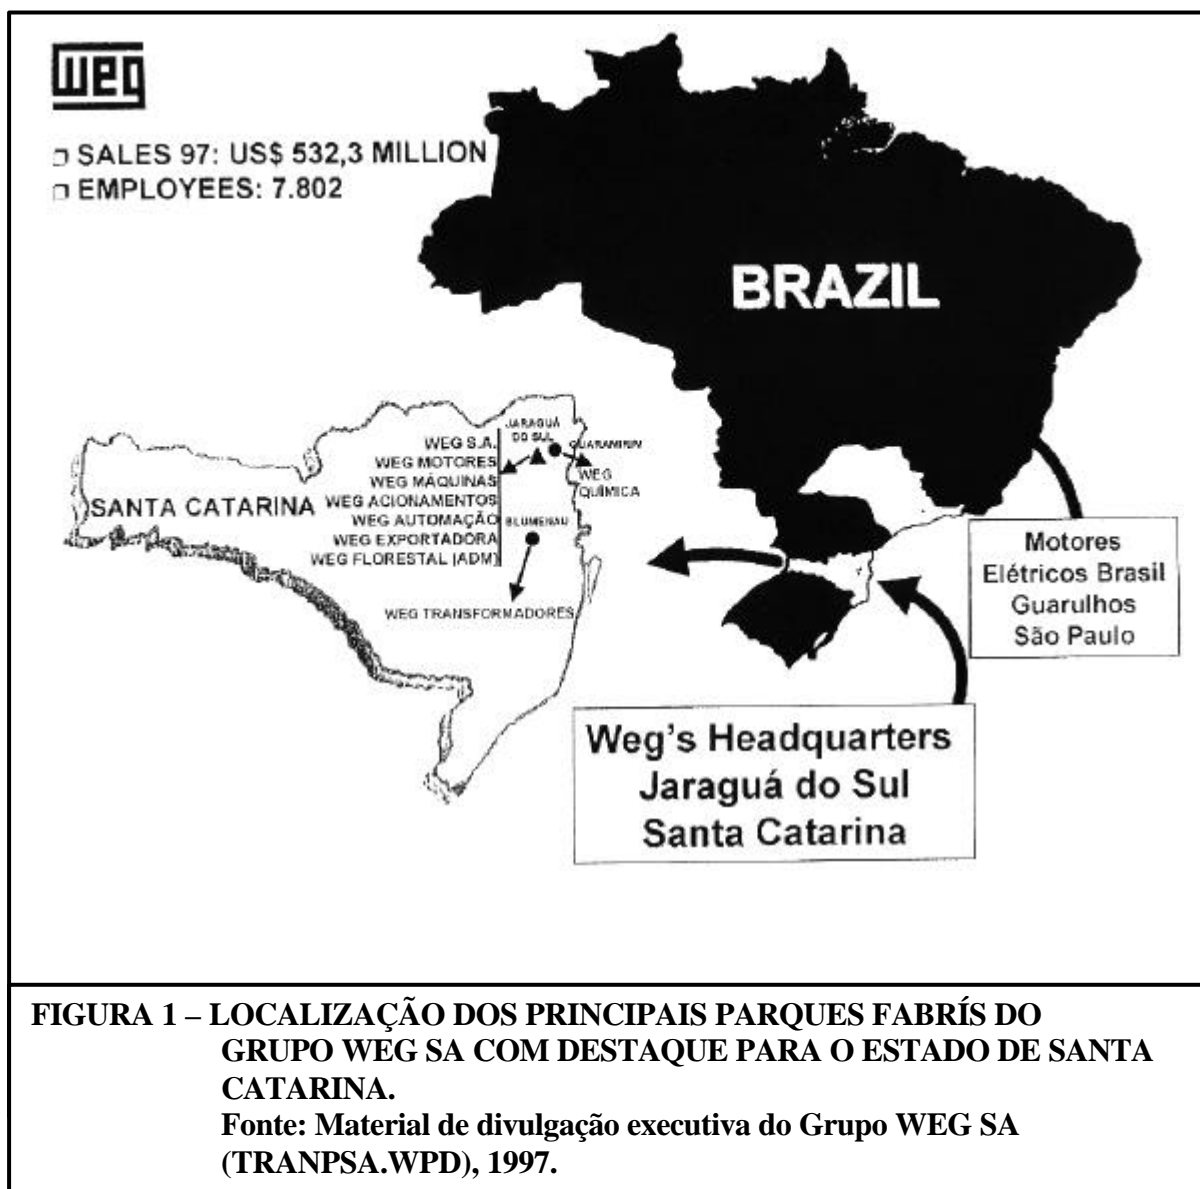 weg
SALES 97: US$ 532,3 MILLION
EMPLOYEES: 7.802
BRAZIL
JARAGUÁ
DO SUL
GUARAMIRIM
WEG S.A.
WEG MOTORES
WEG MÁQUINAS
WEG ACIONAMENTOS
WEG AUTOMAÇÃO
WEG EXPORTADORA
WEG FLORESTAL (ADM)
WEG
QUÍMICA
SANTA CATARINA
BLUMENAU
WEG TRANSFORMADORES
Motores
Elétricos Brasil
Guarulhos
São Paulo
Weg's Headquarters
Jaraguá do Sul
Santa Catarina
FIGURA 1 – LOCALIZAÇÃO DOS PRINCIPAIS PARQUES FABRÍS DO
GRUPO WEG SA COM DESTAQUE PARA O ESTADO DE SANTA
CATARINA.
Fonte: Material de divulgação executiva do Grupo WEG SA
(TRANPSA.WPD), 1997.